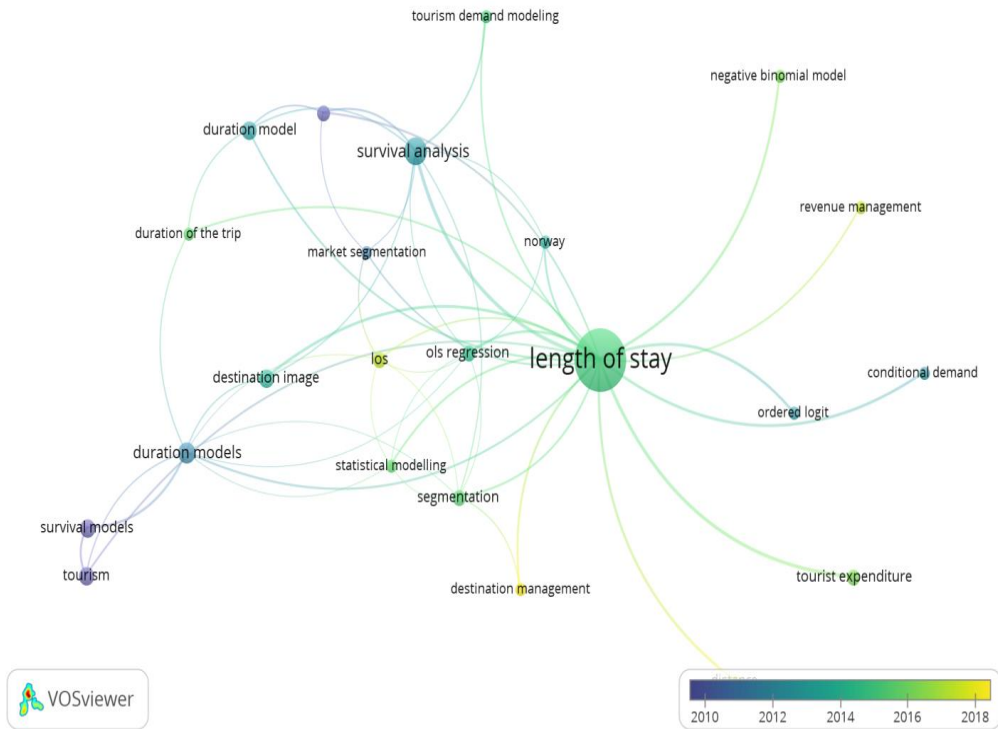 tourism demand modeling
negative binomial model
duration model
survival analysis
revenue management
duration of the trip
market segmentation
norway
los
ols regression
length of stay
destination image
conditional demand
ordered logit
duration models
statistical modelling
segmentation
survival models
tourism
destination management
tourist expenditure
distance
VOSviewer
2010 2012 2014 2016 2018